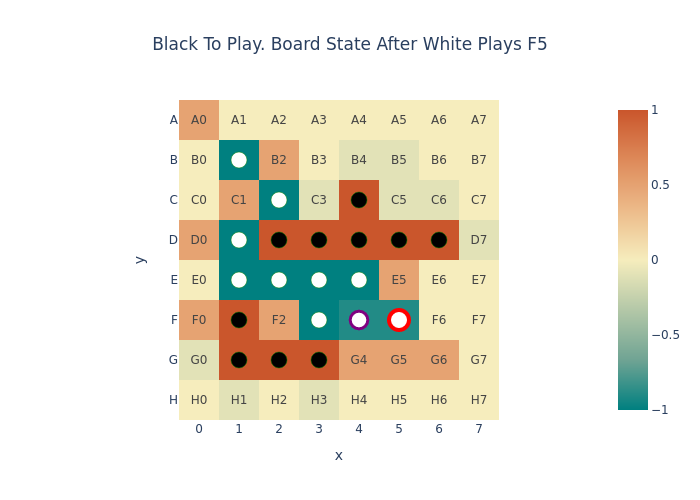 Black To Play. Board State After White Plays F5
A A0 A1 A2 A3 A4 A5 A6 A7
B B0 B2 B3 B4 B5 B6 B7
C C0 C1 C3 C5 C6 C7
D D0 D7
y
E E0 E5 E6 E7
F F0 F2 F6 F7
G G0 G4 G5 G6 G7
H H0 H1 H2 H3 H4 H5 H6 H7
0 1 2 3 4 5 6 7
x
1
0.5
0
−0.5
−1